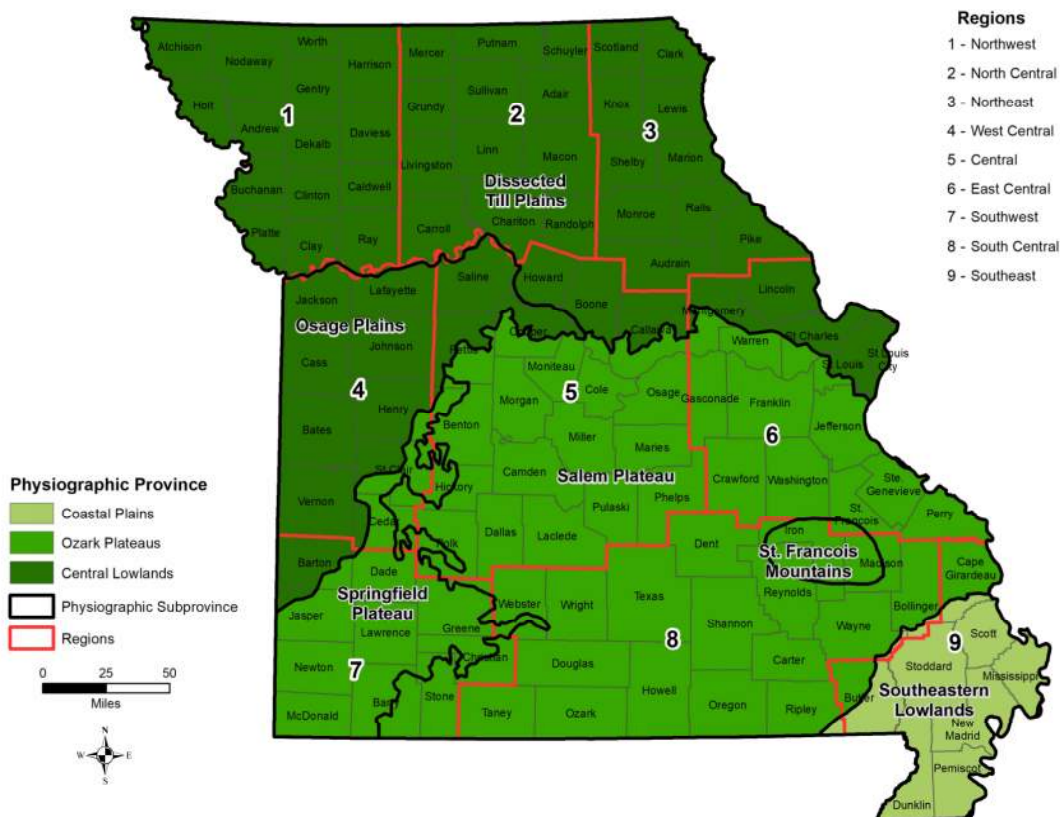 Regions
1 - Northwest
2 - North Central
3 - Northeast
4 - West Central
5 - Central
6 - East Central
7 - Southwest
8 - South Central
9 - Southeast
Atchison
Nodaway
Worth
Harrison
Gentry
Holt
Andrew
Dekalb
Daviess
Buchanan
Clinton
Caldwell
Platte
Clay
Ray
1
Mercer
Putnam
Schuyler
Sullivan
Adair
Grundy
2
Linn
Macon
Livingston
Dissected
Till Plains
Carroll
Chariton
Randolph
Scotland
Clark
Knox
Lewis
3
Shelby
Marion
Monroe
Ralls
Pike
Audrain
Jackson
Lafayette
Osage Plains
Johnson
Cass
4
Henry
Bates
St Clair
Vernon
Cedar
Saline
Howard
Boone
Cooper
Callaway
Pettis
Moniteau
5
Cole
Osage
Morgan
Benton
Miller
Maries
Camden
Salem Plateau
Hickory
Phelps
Pulaski
Dallas
Laclede
Polk
Montgomery
Lincoln
Warren
St Charles
St Louis
St Louis
City
Gasconade
Franklin
Jefferson
6
Crawford
Washington
Ste.
Genevieve
St.
Francois
Perry
Barton
Dade
Springfield
Plateau
Jasper
Lawrence
Greene
Christian
7
Newton
Barry
Stone
McDonald
Dent
Iron
St. Francois
Mountains
Madison
Reynolds
Webster
Wright
Texas
Shannon
Wayne
Bollinger
8
Carter
Douglas
Howell
Oregon
Ripley
Taney
Ozark
Butler
Cape
Girardeau
9
Scott
Stoddard
Mississippi
Southeastern
Lowlands
New
Madrid
Pemiscot
Dunklin
Physiographic Province
Coastal Plains
Ozark Plateaus
Central Lowlands
Physiographic Subprovince
Regions
0 25 50
Miles
N
W E
S